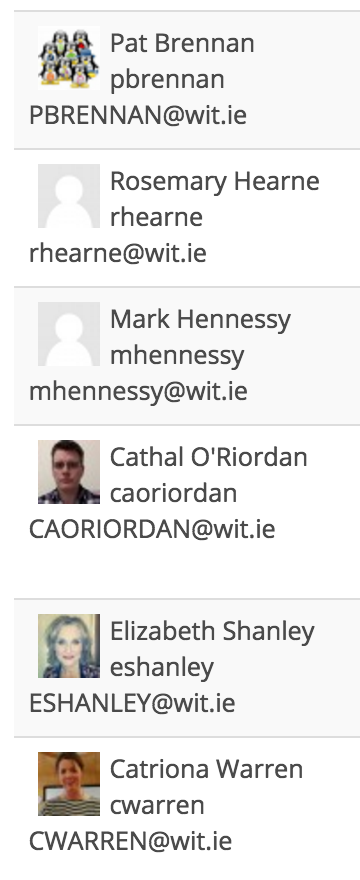 Pat Brennan
pbrennan
PBRENNAN@wit.ie
Rosemary Hearne
rhearne
rhearne@wit.ie
Mark Hennessy
mhennessy
mhennessy@wit.ie
Cathal O'Riordan
caoriordan
CAORIORDAN@wit.ie
Elizabeth Shanley
eshanley
ESHANLEY@wit.ie
Catriona Warren
cwarren
CWARREN@wit.ie